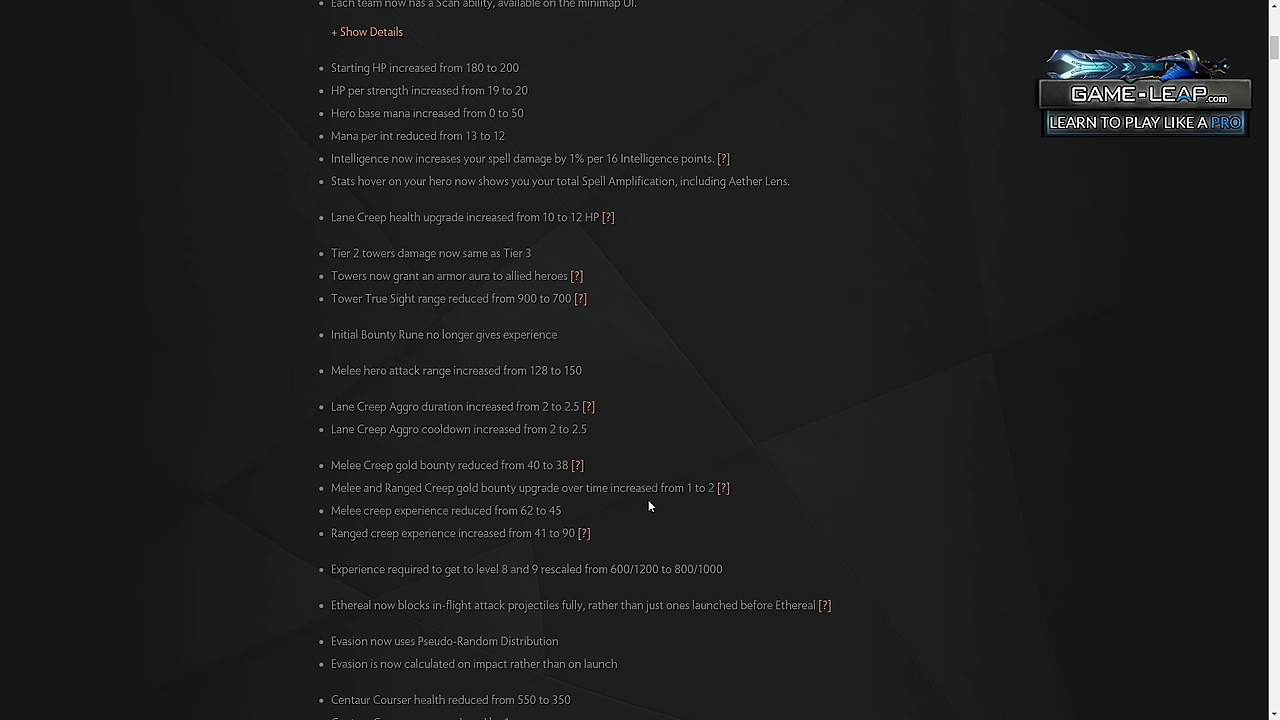 Each team now has a Scan ability, available on the minimap UI.
+ Show Details
Starting HP increased from 180 to 200
HP per strength increased from 19 to 20
Hero base mana increased from 0 to 50
Mana per int reduced from 13 to 12
Intelligence now increases your spell damage by 1% per 16 Intelligence points. [?]
Stats hover on your hero now shows you your total Spell Amplification, including Aether Lens.
Lane Creep health upgrade increased from 10 to 12 HP [?]
Tier 2 towers damage now same as Tier 3
Towers now grant an armor aura to allied heroes [?]
Tower True Sight range reduced from 900 to 700 [?]
Initial Bounty Rune no longer gives experience
Melee hero attack range increased from 128 to 150
Lane Creep Aggro duration increased from 2 to 2.5 [?]
Lane Creep Aggro cooldown increased from 2 to 2.5
Melee Creep gold bounty reduced from 40 to 38 [?]
Melee and Ranged Creep gold bounty upgrade over time increased from 1 to 2 [?]
Melee creep experience reduced from 62 to 45
Ranged creep experience increased from 41 to 90 [?]
Experience required to get to level 8 and 9 rescaled from 600/1200 to 800/1000
Ethereal now blocks in-flight attack projectiles fully, rather than just ones launched before Ethereal [?]
Evasion now uses Pseudo-Random Distribution
Evasion is now calculated on impact rather than on launch
Centaur Courser health reduced from 550 to 350
GAME-LEAP.com
LEARN TO PLAY LIKE A PRO